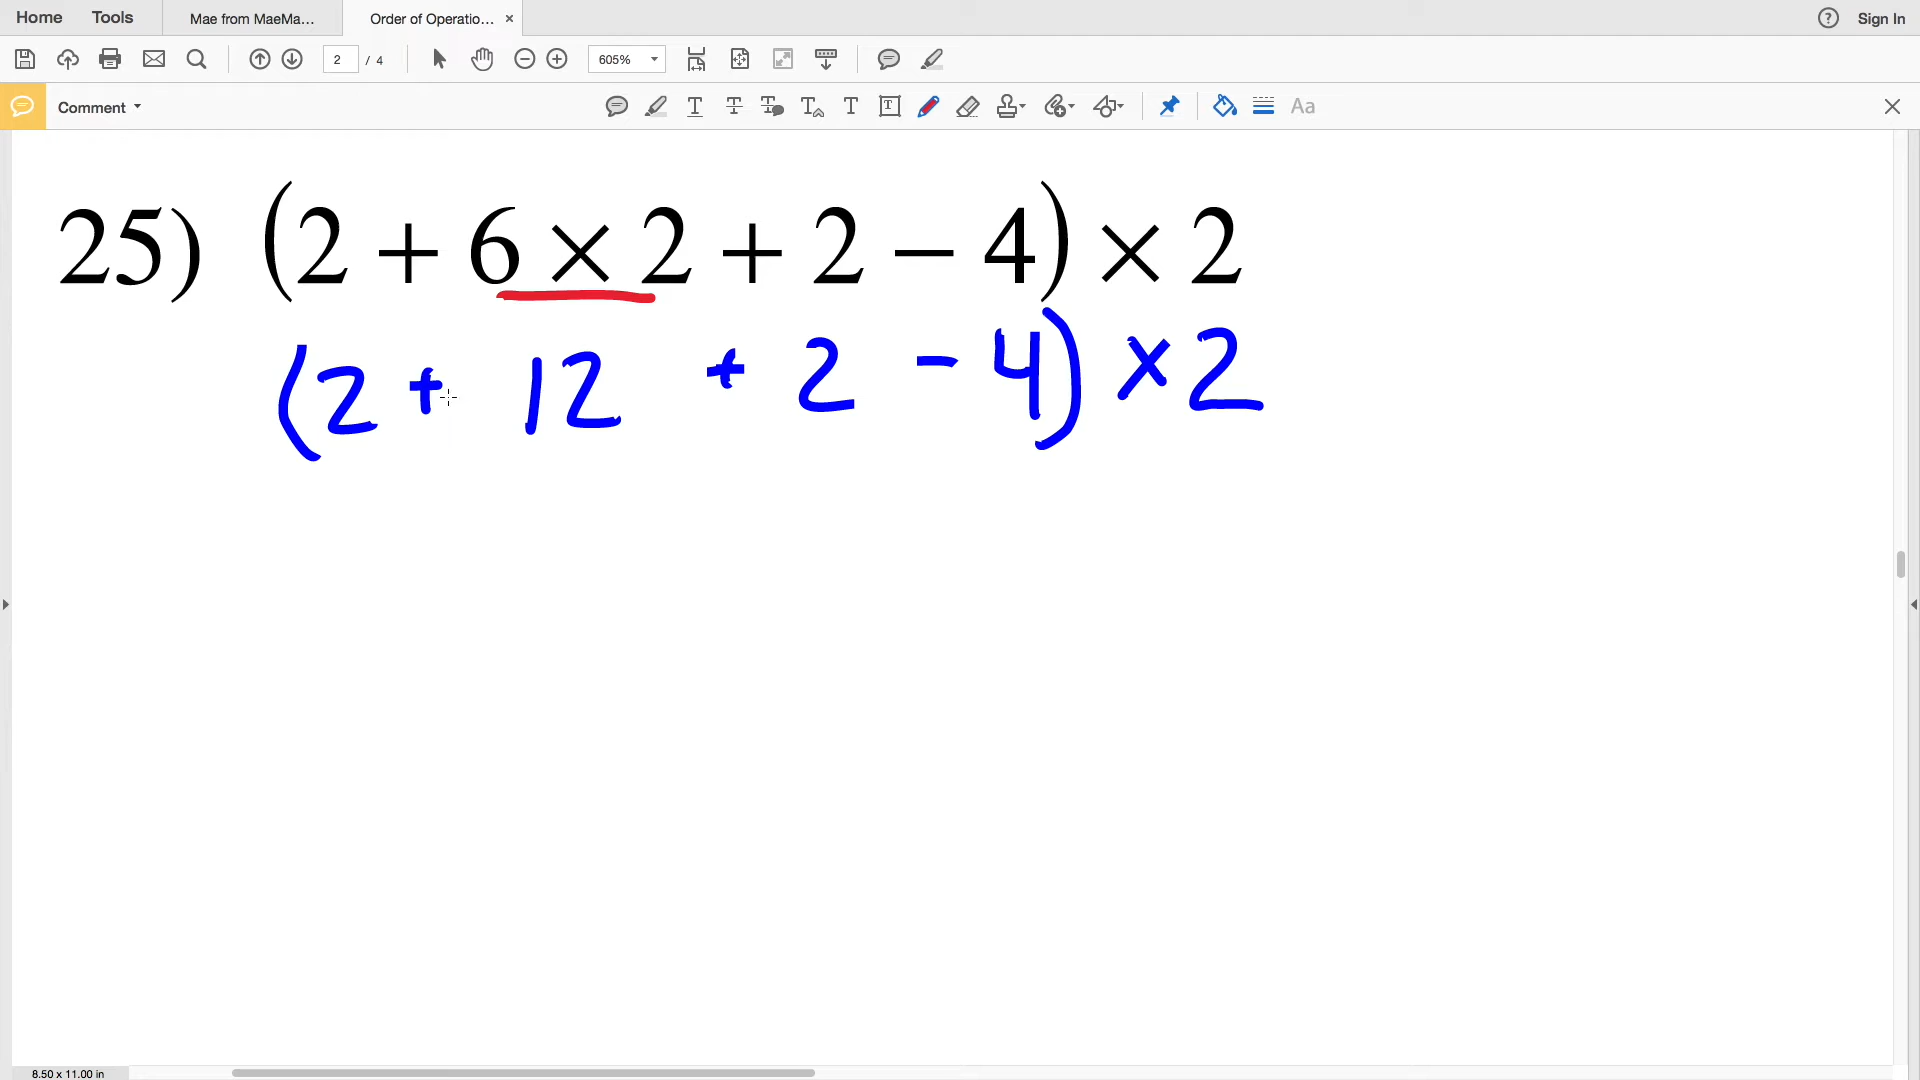 Home Tools Mae from MaeMa... Order of Operatio... × ? Sign In
2 / 4 605%
Comment T T T T T T Aa
25) (2 + 6 × 2 + 2 − 4) × 2
(2 + 12 + 2 - 4) × 2
8.50 x 11.00 in